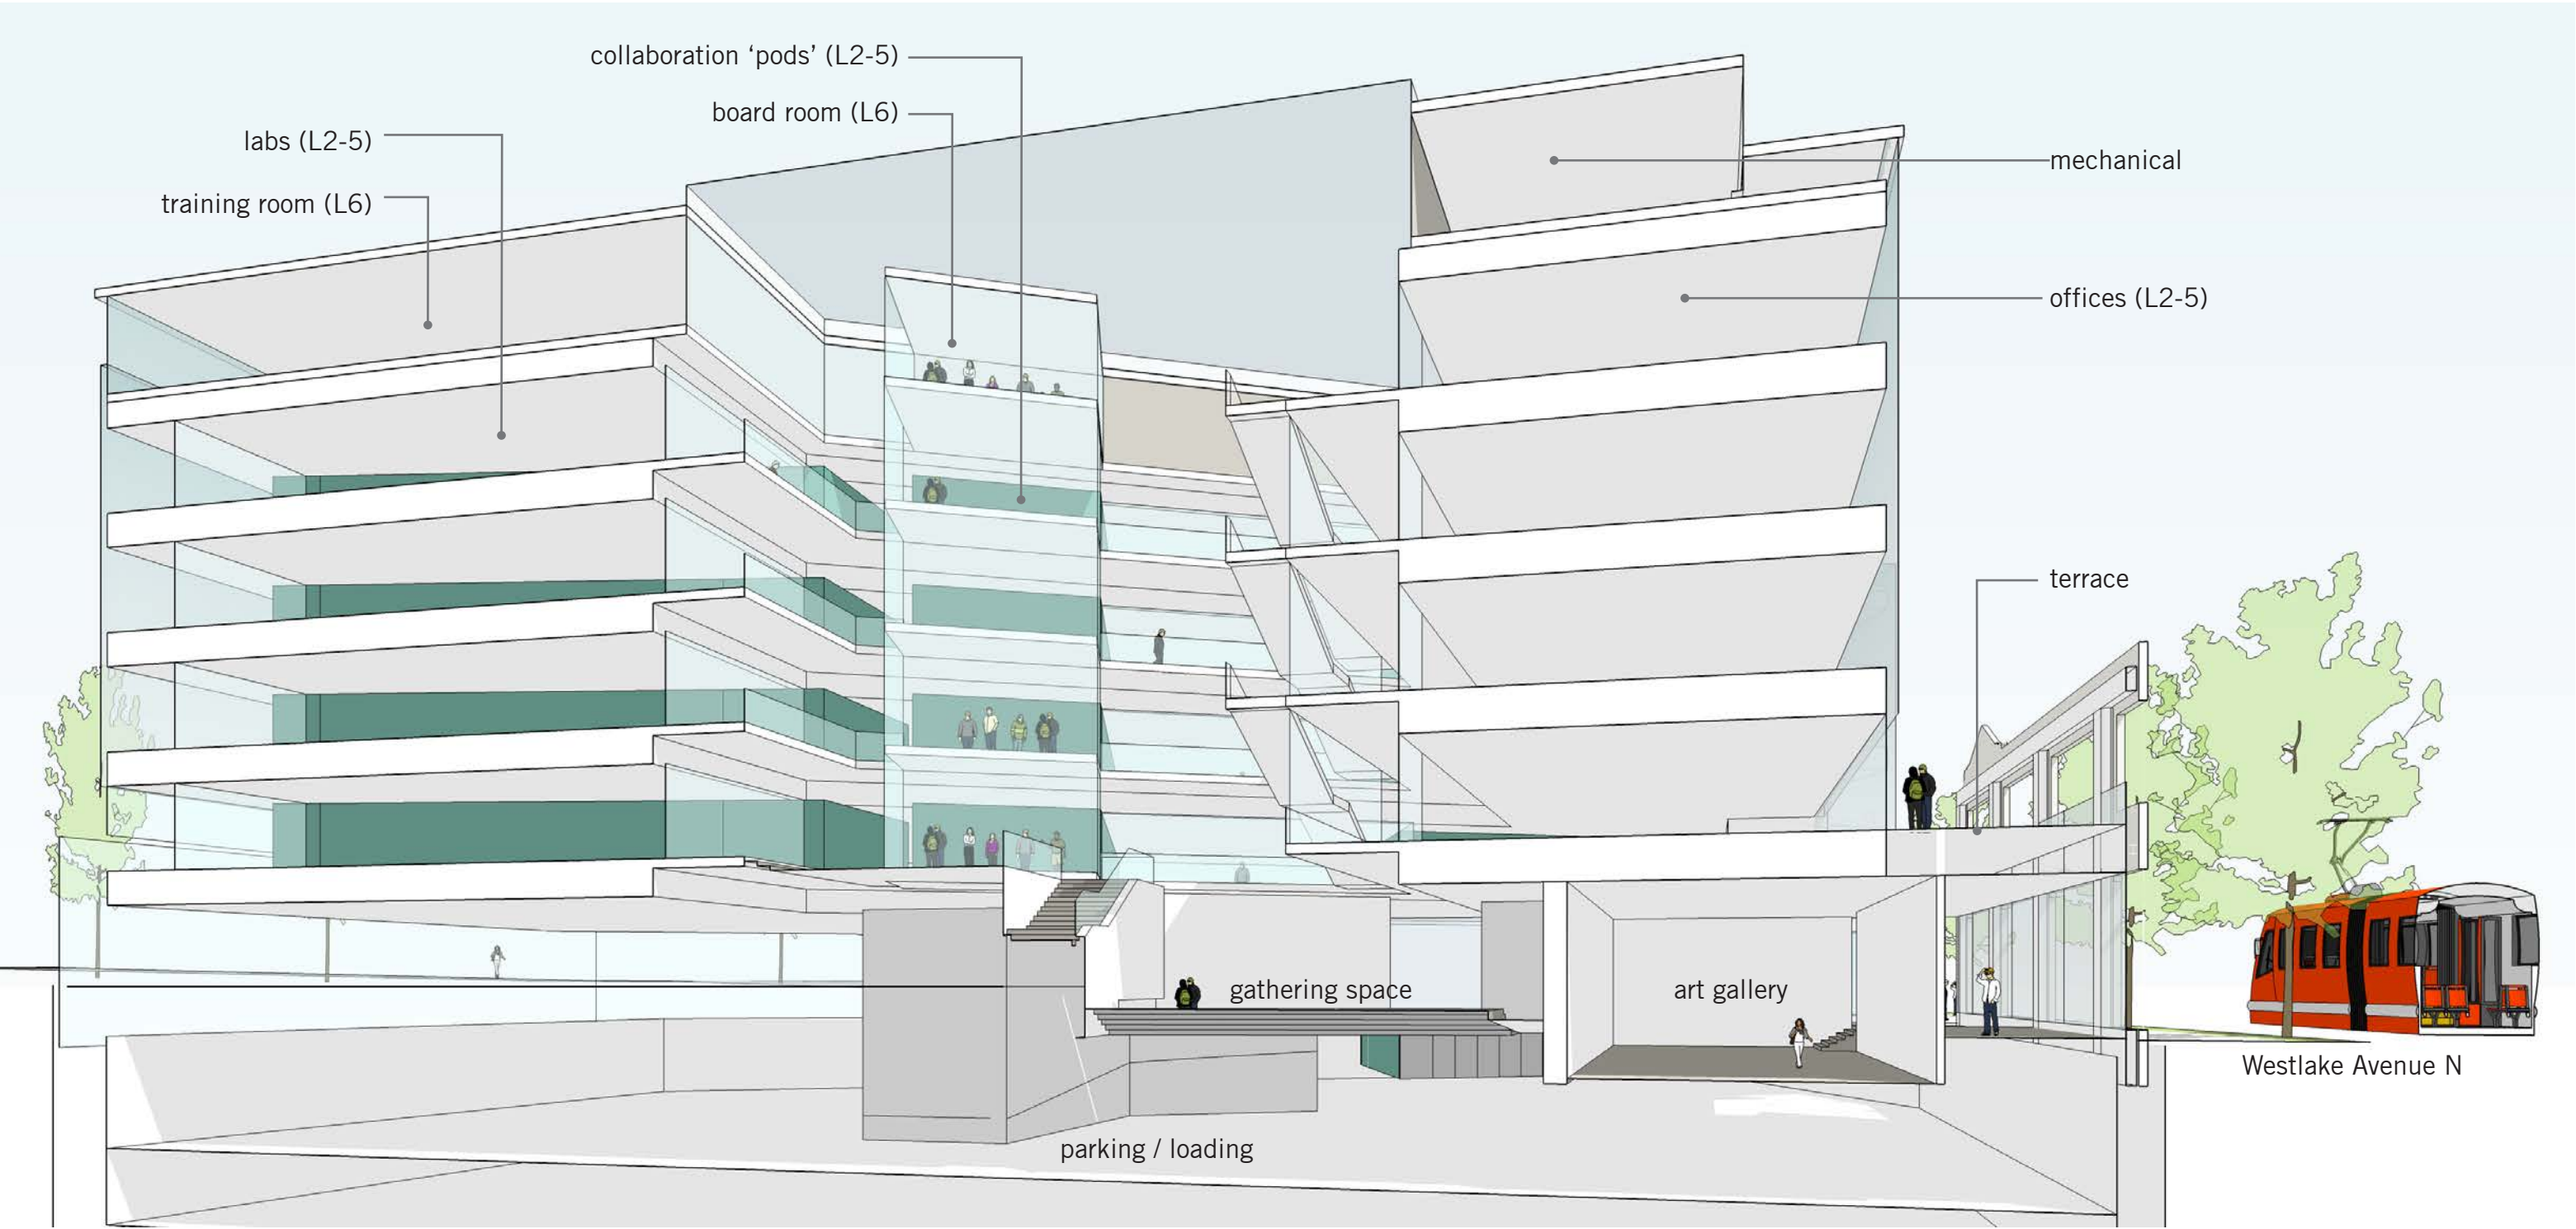 collaboration ‘pods’ (L2-5)
board room (L6)
labs (L2-5)
training room (L6)
mechanical
offices (L2-5)
terrace
gathering space
art gallery
Westlake Avenue N
parking / loading